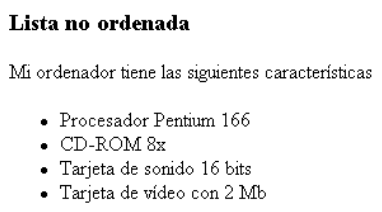 Lista no ordenada
Mi ordenador tiene las siguientes características
• Procesador Pentium 166
• CD-ROM 8x
• Tarjeta de sonido 16 bits
• Tarjeta de vídeo con 2 Mb